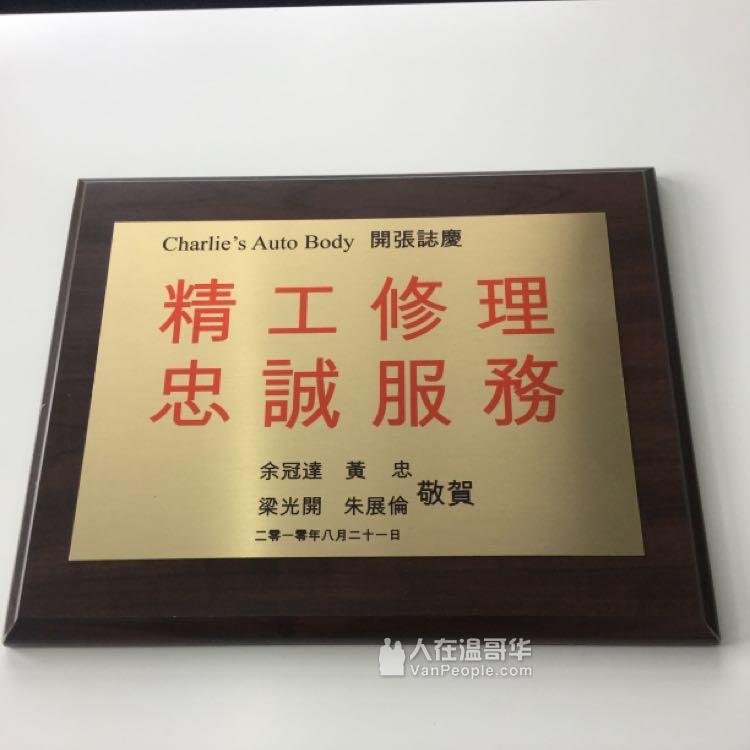 Charlie's Auto Body 開張誌慶
精工修理
忠誠服務
余冠達 黃 忠
梁光開 朱展倫 敬賀
二零一零年八月二十一日
人在温哥华
VanPeople.com